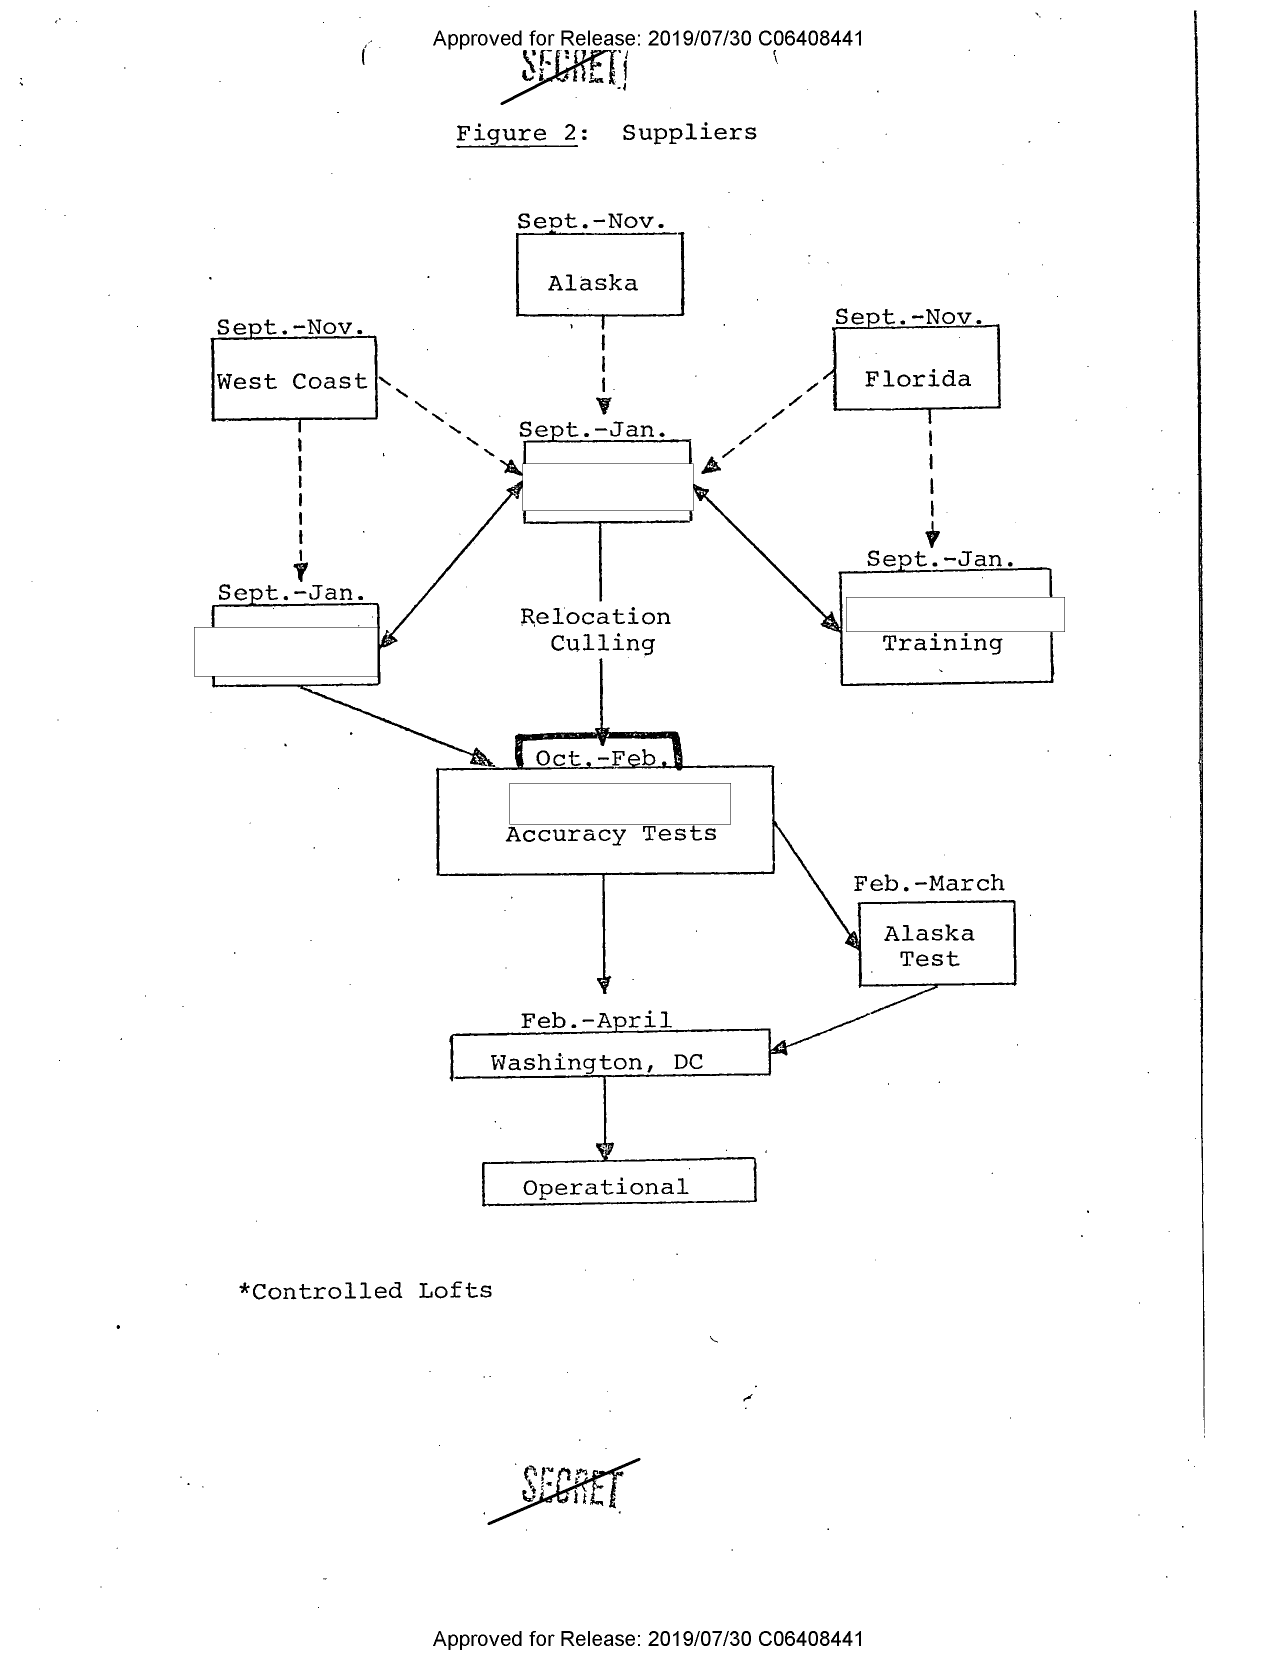 Approved for Release: 2019/07/30 C06408441
SECRET
Figure 2: Suppliers
Sept.-Nov.
Alaska
Sept.-Nov.
West Coast
Sept.-Nov.
Florida
Sept.-Jan.
Sept.-Jan.
Sept.-Jan.
Training
Relocation
Culling
Oct.-Feb.
Accuracy Tests
Feb.-March
Alaska
Test
Feb.-April
Washington, DC
Operational
*Controlled Lofts
SECRET
Approved for Release: 2019/07/30 C06408441